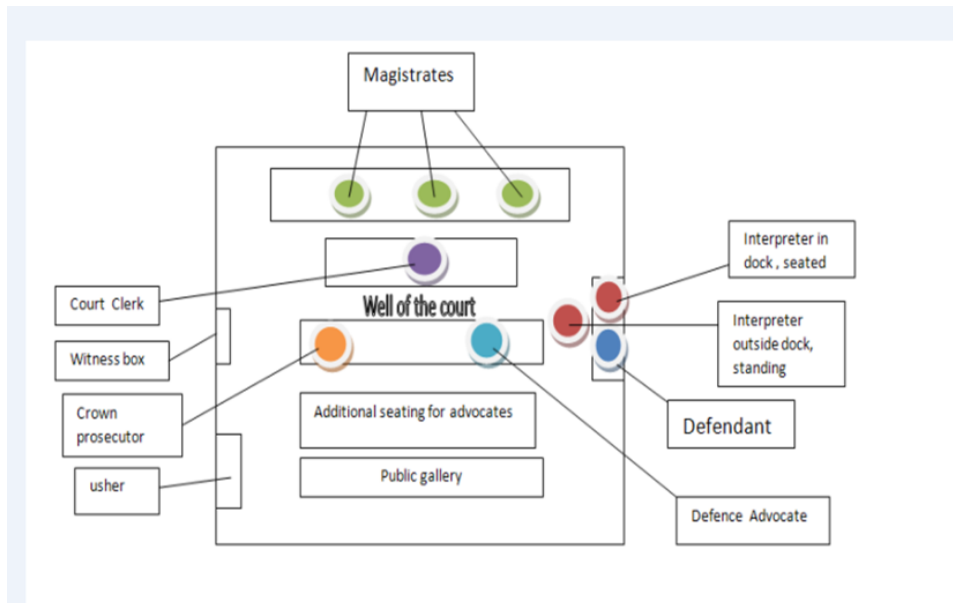 Magistrates
Interpreter in
dock , seated
Court Clerk
Well of the court
Interpreter
outside dock,
standing
Witness box
Crown
prosecutor
Additional seating for advocates
Defendant
Public gallery
usher
Defence Advocate